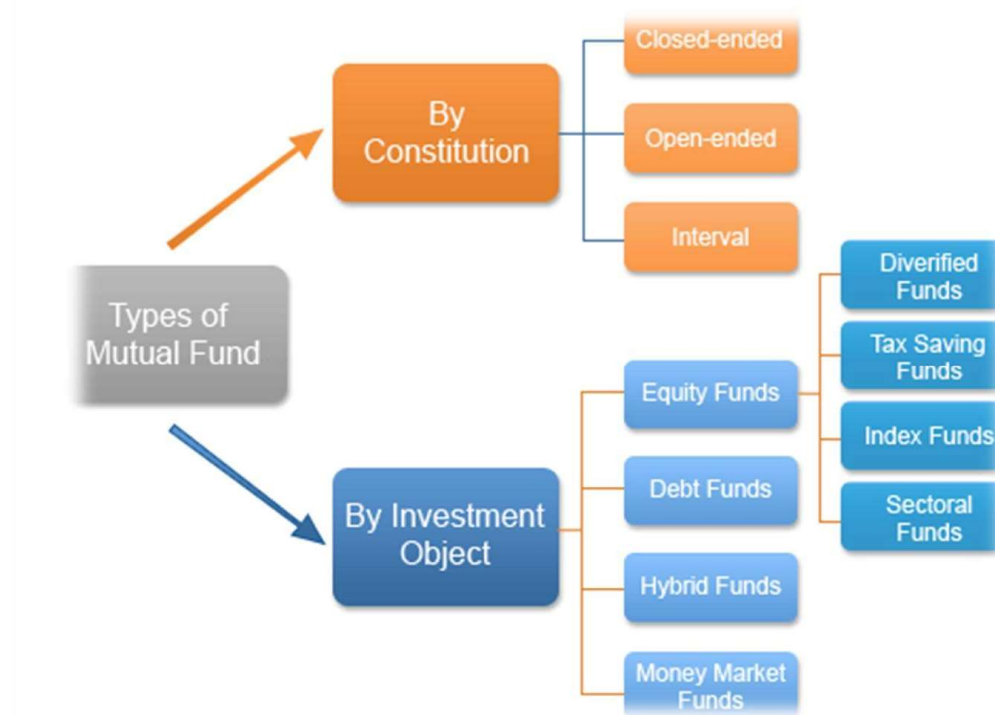 Closed-ended
By
Constitution
Open-ended
Interval
Types of
Mutual Fund
Diverified
Funds
Tax Saving
Funds
Equity Funds
Index Funds
Debt Funds
Sectoral
Funds
By Investment
Object
Hybrid Funds
Money Market
Funds